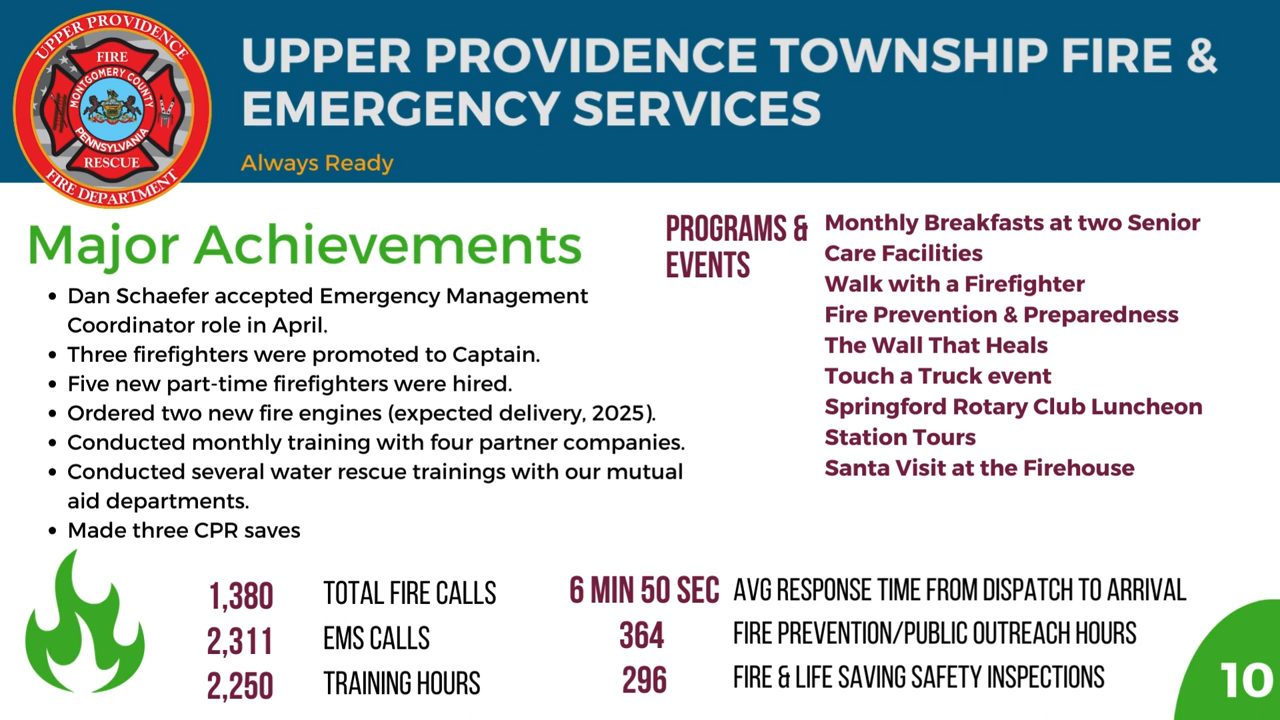 UPPER PROVIDENCE
FIRE
MONTGOMERY COUNTY
PENNSYLVANIA
RESCUE
FIRE DEPARTMENT
UPPER PROVIDENCE TOWNSHIP FIRE &
EMERGENCY SERVICES
Always Ready
Major Achievements
• Dan Schaefer accepted Emergency Management
Coordinator role in April.
• Three firefighters were promoted to Captain.
• Five new part-time firefighters were hired.
• Ordered two new fire engines (expected delivery, 2025).
• Conducted monthly training with four partner companies.
• Conducted several water rescue trainings with our mutual
aid departments.
• Made three CPR saves
PROGRAMS &
EVENTS
Monthly Breakfasts at two Senior
Care Facilities
Walk with a Firefighter
Fire Prevention & Preparedness
The Wall That Heals
Touch a Truck event
Springford Rotary Club Luncheon
Station Tours
Santa Visit at the Firehouse
1,380 TOTAL FIRE CALLS
2,311 EMS CALLS
2,250 TRAINING HOURS
6 MIN 50 SEC AVG RESPONSE TIME FROM DISPATCH TO ARRIVAL
364 FIRE PREVENTION/PUBLIC OUTREACH HOURS
296 FIRE & LIFE SAVING SAFETY INSPECTIONS
10